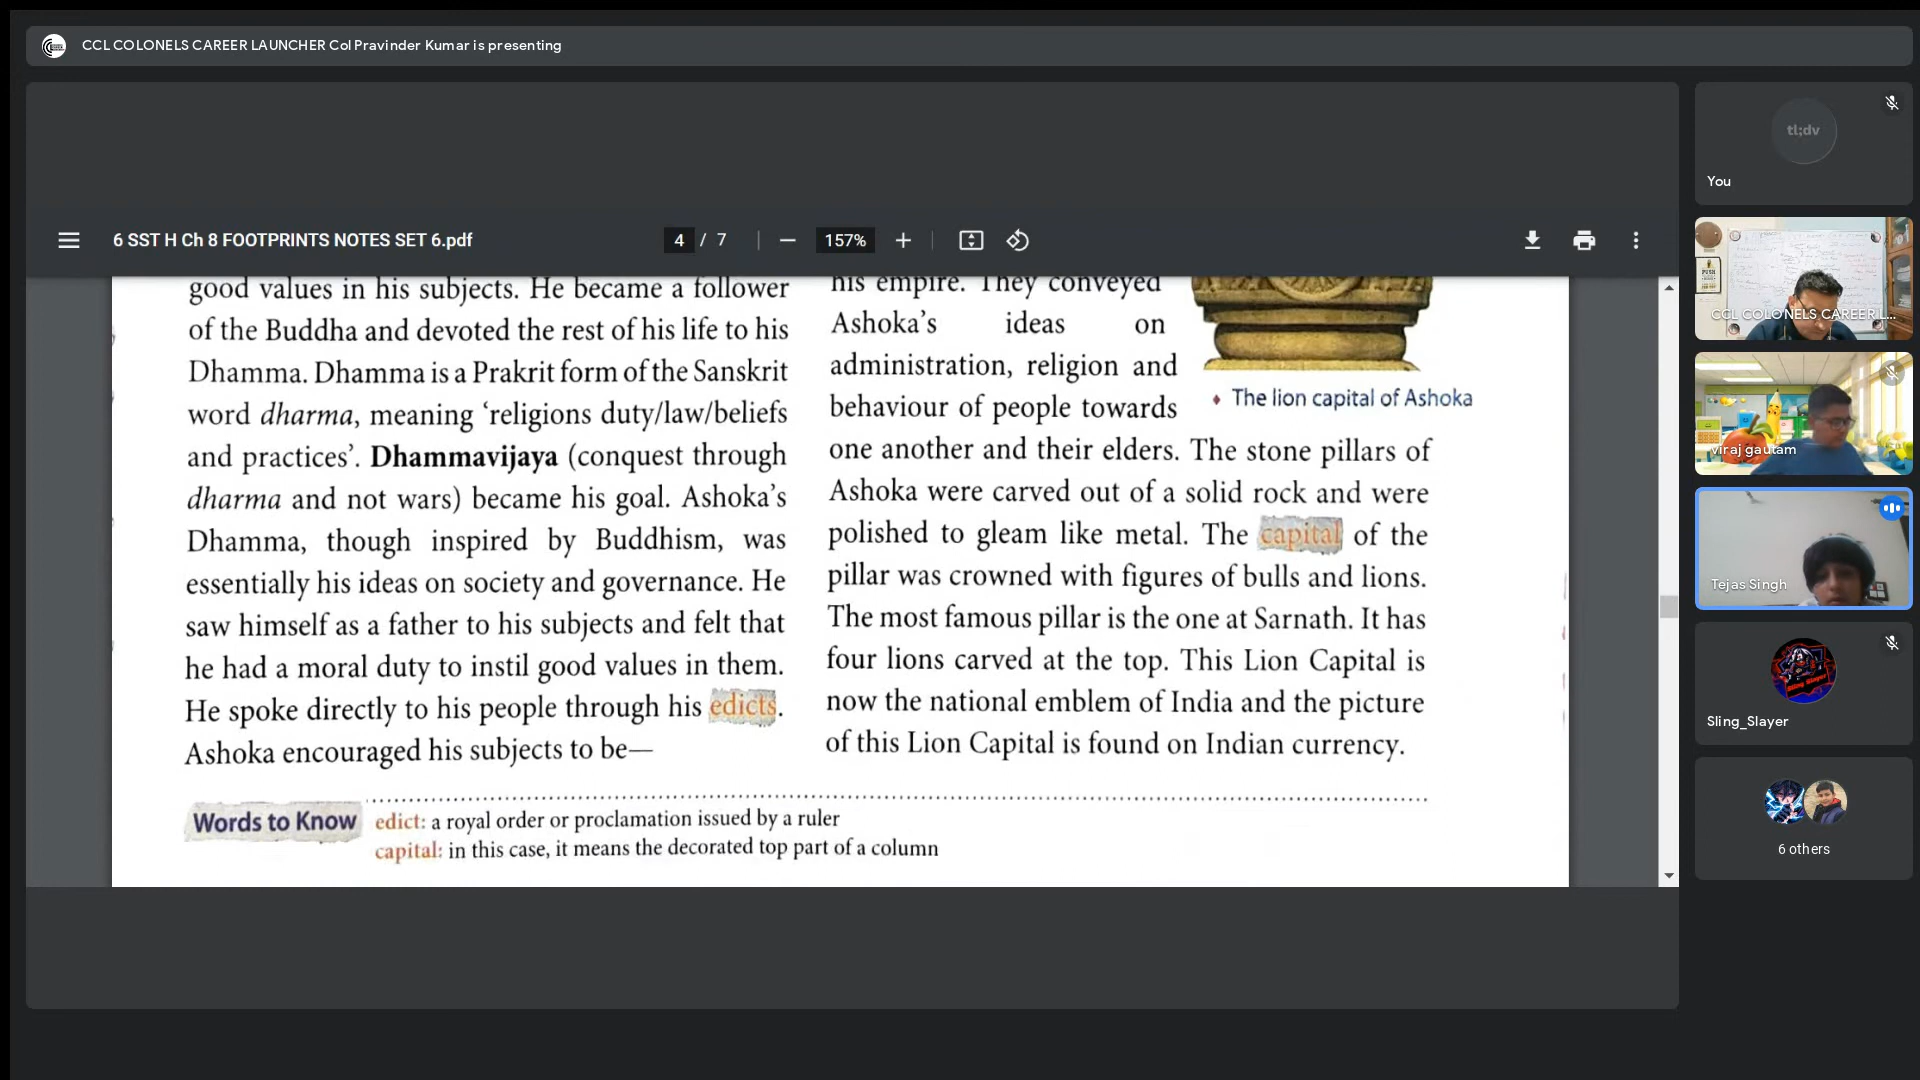 CCL COLONELS CAREER LAUNCHER Col Pravinder Kumar is presenting
6 SST H Ch 8 FOOTPRINTS NOTES SET 6.pdf
4 / 7
157%
good values in his subjects. He became a follower
of the Buddha and devoted the rest of his life to his
Dhamma. Dhamma is a Prakrit form of the Sanskrit
word dharma, meaning ‘religions duty/law/beliefs
and practices’. Dhammavijaya (conquest through
dharma and not wars) became his goal. Ashoka’s
Dhamma, though inspired by Buddhism, was
essentially his ideas on society and governance. He
saw himself as a father to his subjects and felt that
he had a moral duty to instil good values in them.
He spoke directly to his people through his edicts.
Ashoka encouraged his subjects to be—
his empire. They conveyed
Ashoka’s ideas on
administration, religion and
behaviour of people towards
one another and their elders. The stone pillars of
Ashoka were carved out of a solid rock and were
polished to gleam like metal. The capital of the
pillar was crowned with figures of bulls and lions.
The most famous pillar is the one at Sarnath. It has
four lions carved at the top. This Lion Capital is
now the national emblem of India and the picture
of this Lion Capital is found on Indian currency.
♦ The lion capital of Ashoka
Words to Know
edict: a royal order or proclamation issued by a ruler
capital: in this case, it means the decorated top part of a column
tl;dv
You
PUSH
CCL COLONELS CAREER L...
viraj gautam
Tejas Singh
Sling Slayer
Sling_Slayer
6 others